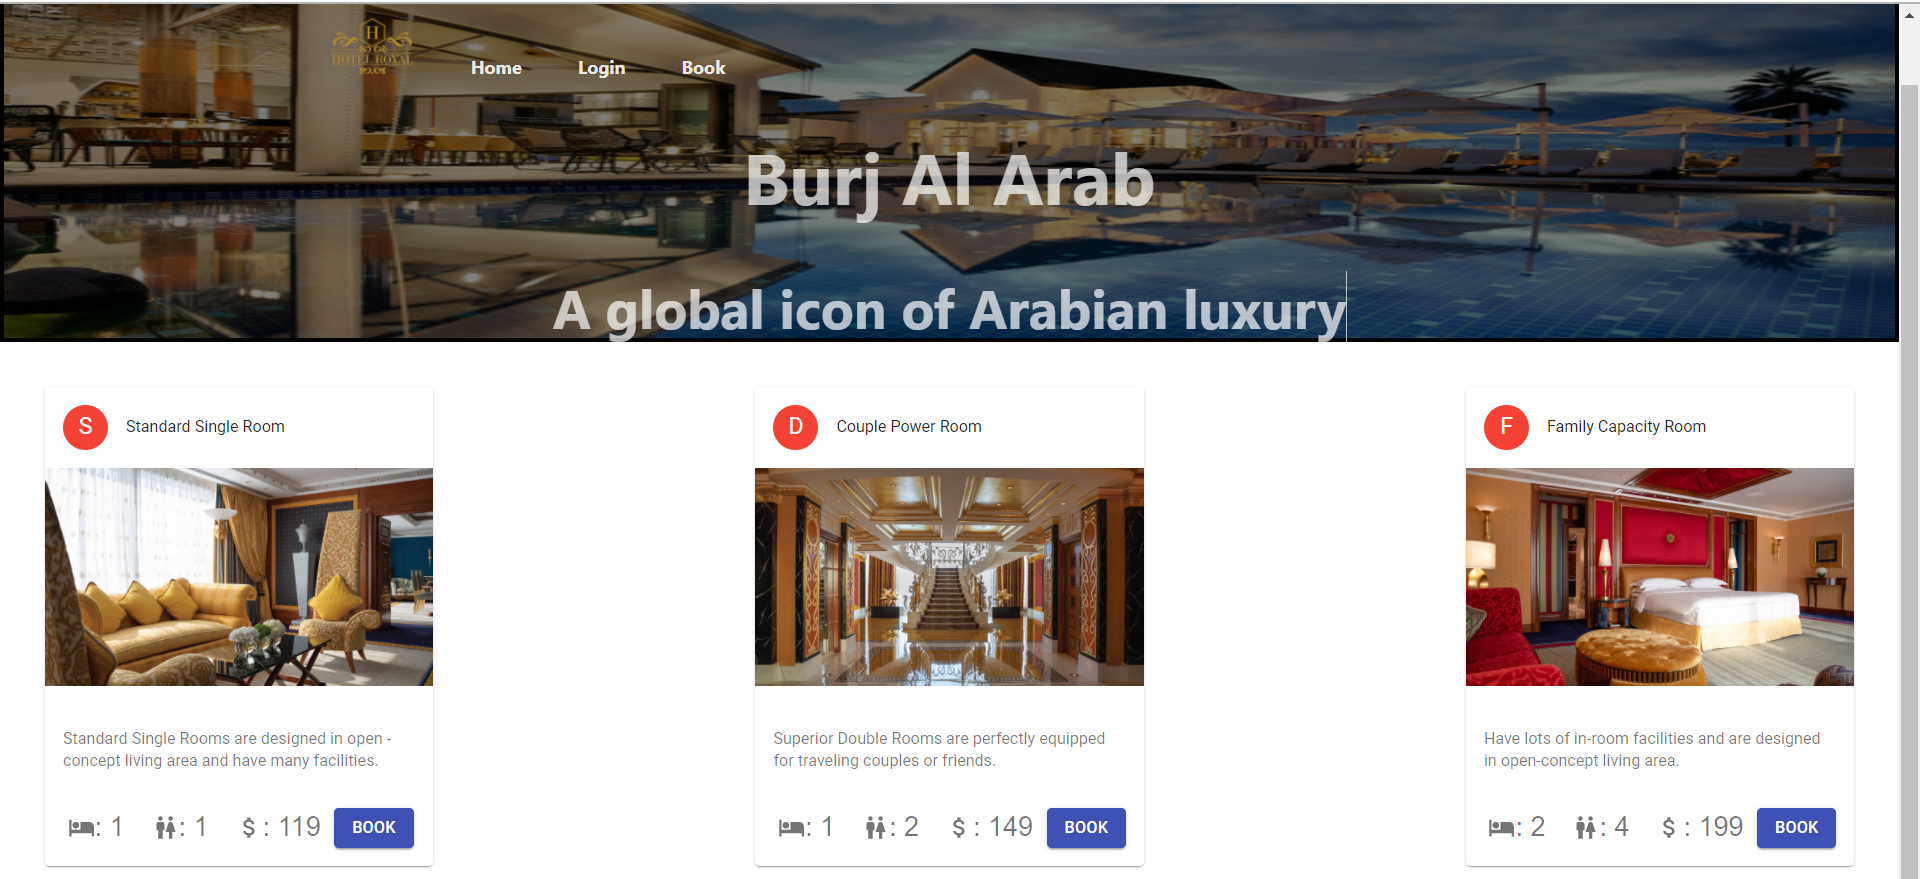 H
HOTEL ROYAL
Home Login Book
Burj Al Arab
A global icon of Arabian luxury
S Standard Single Room
Standard Single Rooms are designed in open -
concept living area and have many facilities.
: 1 : 1 $ : 119 BOOK
D Couple Power Room
Superior Double Rooms are perfectly equipped
for traveling couples or friends.
: 1 : 2 $ : 149 BOOK
F Family Capacity Room
Have lots of in-room facilities and are designed
in open-concept living area.
: 2 : 4 $ : 199 BOOK